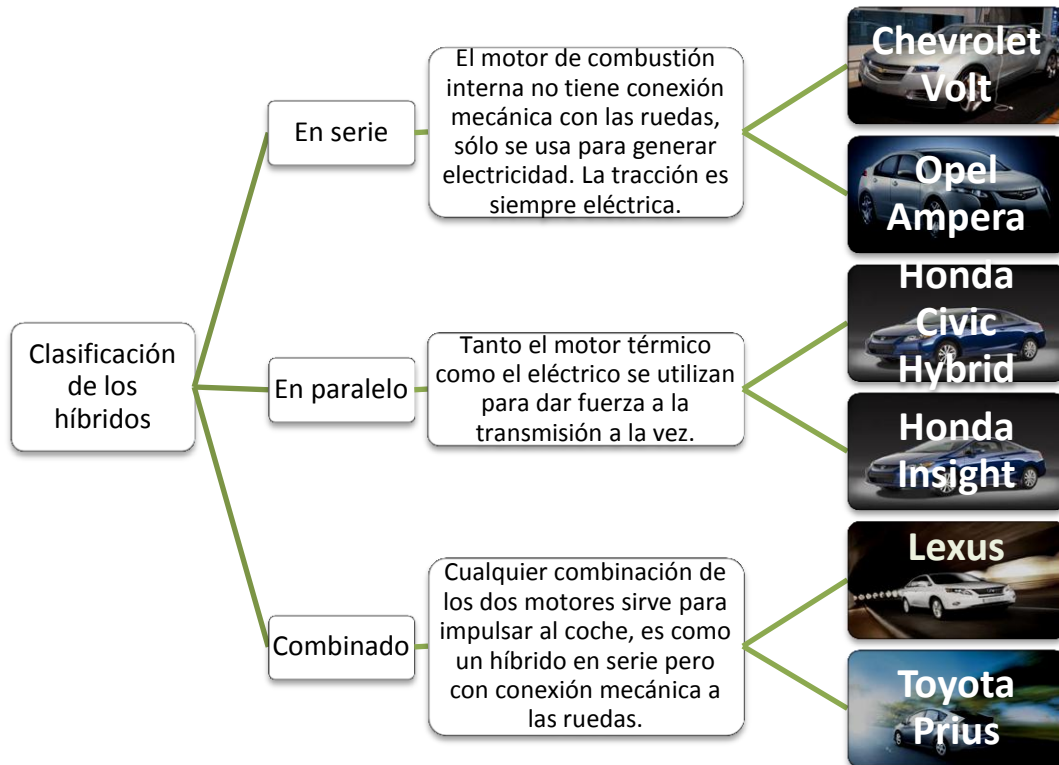 Clasificación
de los
híbridos
En serie
El motor de combustión
interna no tiene conexión
mecánica con las ruedas,
sólo se usa para generar
electricidad. La tracción es
siempre eléctrica.
Chevrolet
Volt
Opel
Ampera
En paralelo
Tanto el motor térmico
como el eléctrico se utilizan
para dar fuerza a la
transmisión a la vez.
Honda
Civic
Hybrid
Honda
Insight
Combinado
Cualquier combinación de
los dos motores sirve para
impulsar al coche, es como
un híbrido en serie pero
con conexión mecánica a
las ruedas.
Lexus
Toyota
Prius